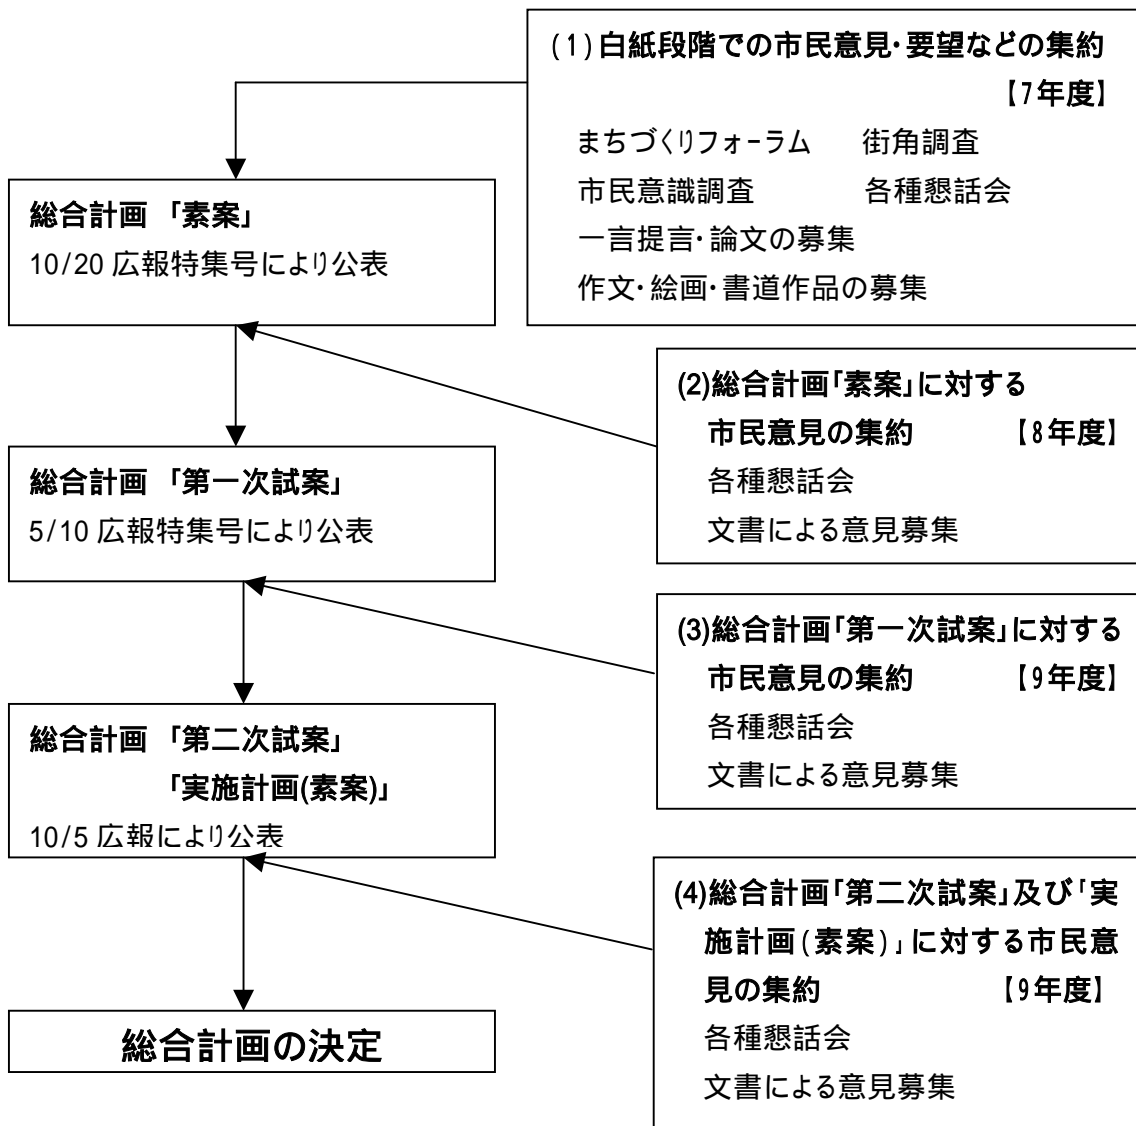 (1)白紙段階での市民意見・要望などの集約
【7年度】
まちづくりフォーラム 街角調査
市民意識調査 各種懇話会
一言提言・論文の募集
作文・絵画・書道作品の募集
総合計画 「素案」
10/20 広報特集号により公表
(2)総合計画「素案」に対する
市民意見の集約 【8年度】
各種懇話会
文書による意見募集
総合計画 「第一次試案」
5/10 広報特集号により公表
(3)総合計画「第一次試案」に対する
市民意見の集約 【9年度】
各種懇話会
文書による意見募集
総合計画 「第二次試案」
「実施計画(素案)」
10/5 広報により公表
(4)総合計画「第二次試案」及び「実
施計画(素案)」に対する市民意
見の集約 【9年度】
各種懇話会
文書による意見募集
総合計画の決定